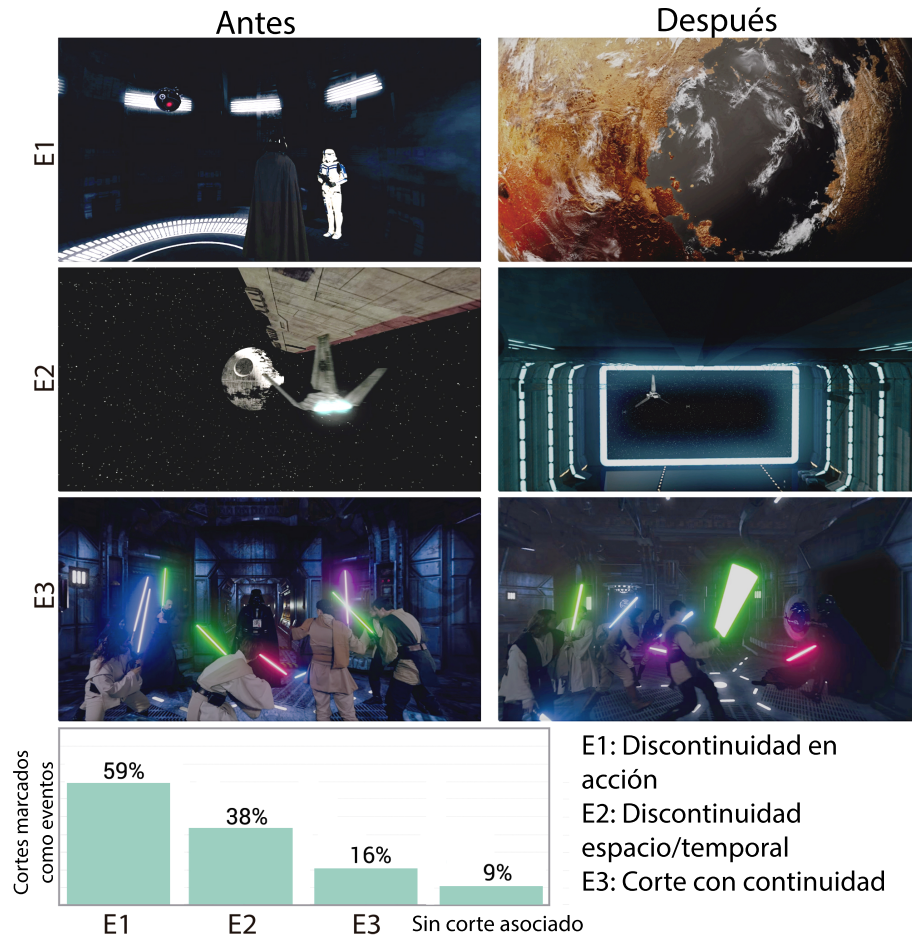 Antes
Después
E1
E2
E3
Cortes marcados
como eventos
59%
38%
16%
9%
E1
E2
E3
Sin corte asociado
E1: Discontinuidad en
acción
E2: Discontinuidad
espacio/temporal
E3: Corte con continuidad